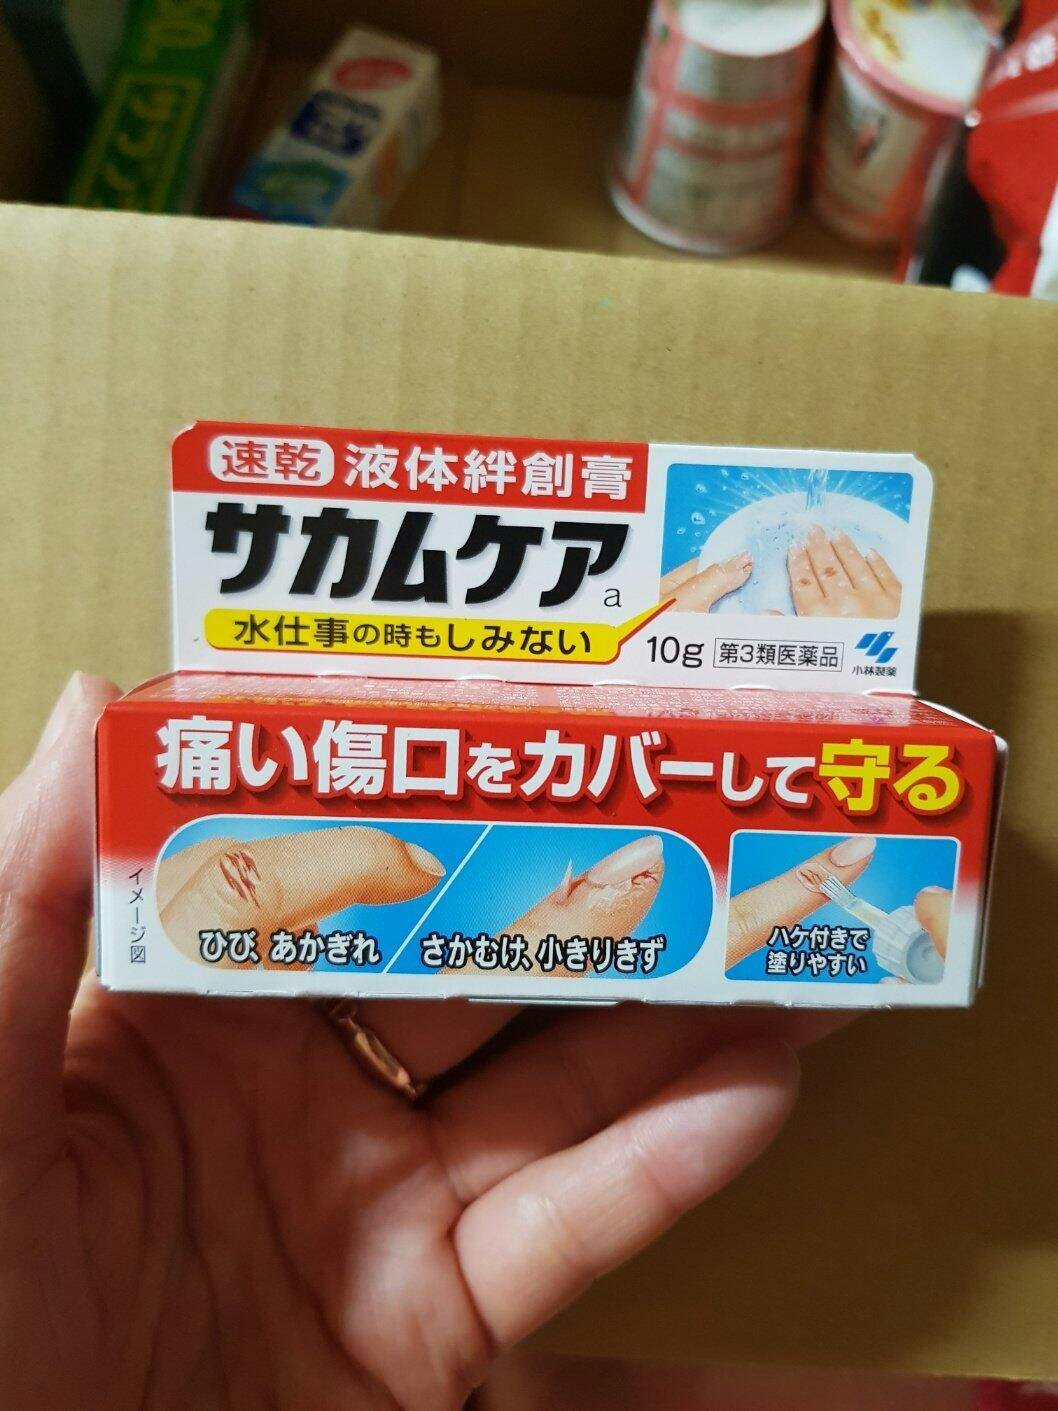 サラン
速乾 液体絆創膏
サカムケア a
水仕事の時もしみない
10g 第3類医薬品
小林製薬
痛い傷口をカバーして守る
イメージ図
ひび、あかぎれ
さかむけ、小きりきず
ハケ付きで
塗りやすい